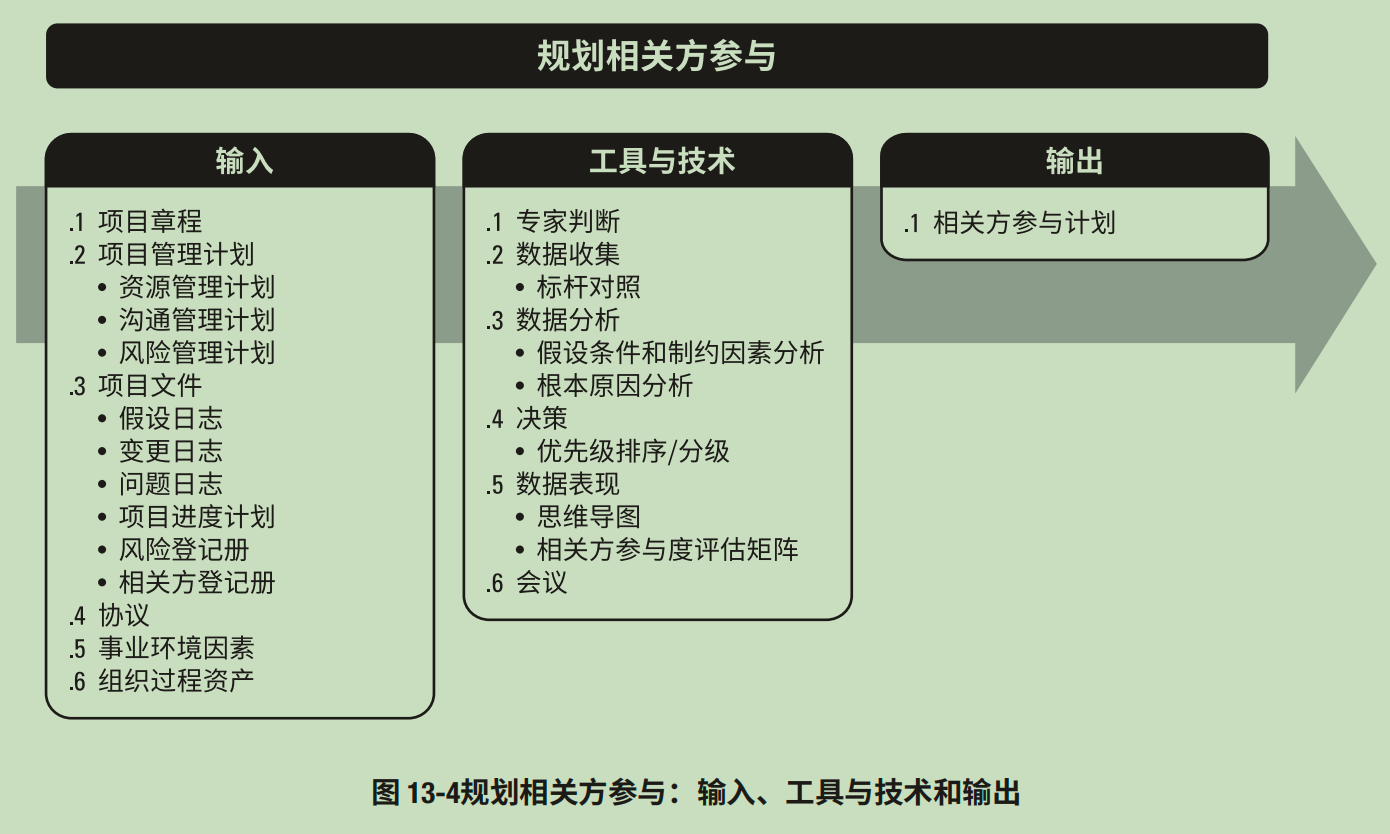 规划相关方参与
输入
.1 项目章程
.2 项目管理计划
• 资源管理计划
• 沟通管理计划
• 风险管理计划
.3 项目文件
• 假设日志
• 变更日志
• 问题日志
• 项目进度计划
• 风险登记册
• 相关方登记册
.4 协议
.5 事业环境因素
.6 组织过程资产
工具与技术
.1 专家判断
.2 数据收集
• 标杆对照
.3 数据分析
• 假设条件和制约因素分析
• 根本原因分析
.4 决策
• 优先级排序/分级
.5 数据表现
• 思维导图
• 相关方参与度评估矩阵
.6 会议
输出
.1 相关方参与计划
图 13-4规划相关方参与：输入、工具与技术和输出